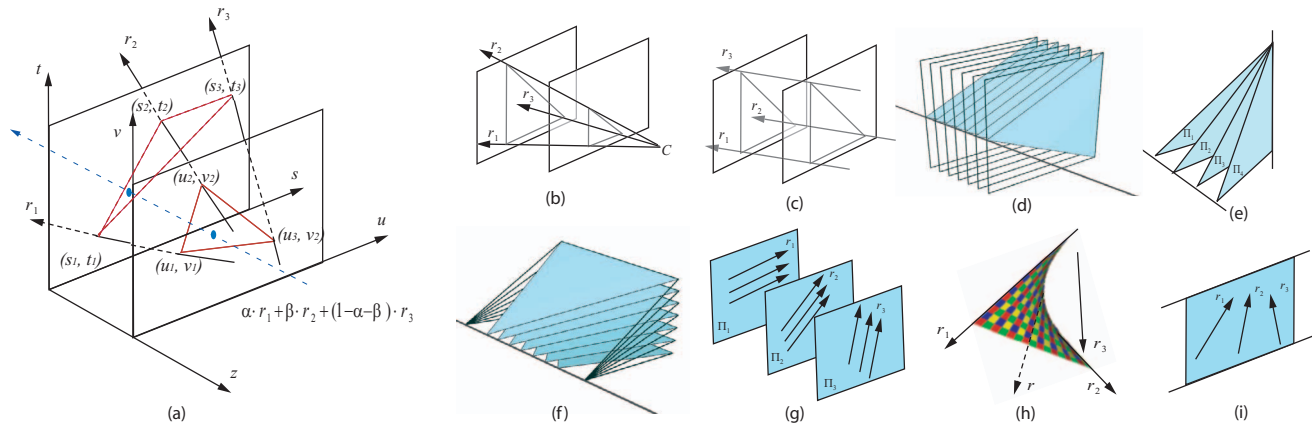 t
r2
r3
(s2, t2)
(s3, t3)
v
(u2, v2)
s
r1
u
(s1, t1)
(u1, v1)
(u3, v2)
α· r1+β· r2+(1−α−β)· r3
z
(a)
r2
r3
r1
C
(b)
r3
r2
r1
(c)
(d)
Π1
Π2
Π3
Π4
(e)
(f)
r1
Π1
r2
Π2
r3
Π3
(g)
r1
r3
r
r2
(h)
r1
r2
r3
(i)